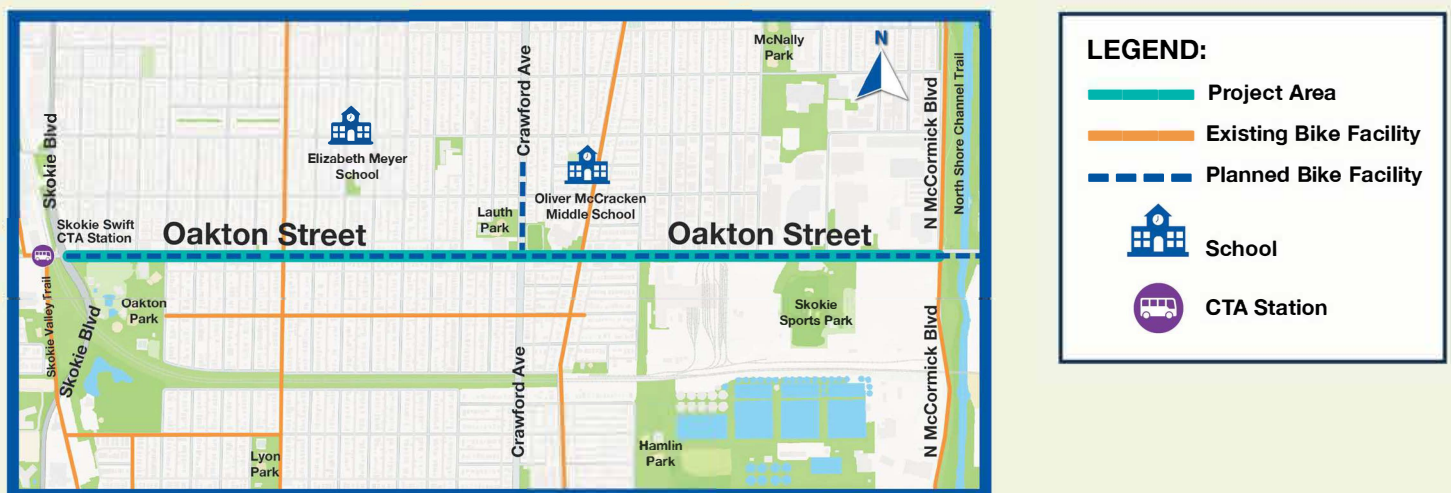 McNally
Park
N
Skokie Blvd
Crawford Ave
N McCormick Blvd
North Shore Channel Trail
Elizabeth Meyer
School
Oliver McCracken
Middle School
Lauth
Park
Skokie Swift
CTA Station
Oakton Street
Oakton Street
Skokie Valley Trail
Oakton
Park
Skokie Blvd
Skokie
Sports Park
Crawford Ave
N McCormick Blvd
Lyon
Park
Hamlin
Park
LEGEND:
Project Area
Existing Bike Facility
Planned Bike Facility
School
CTA Station